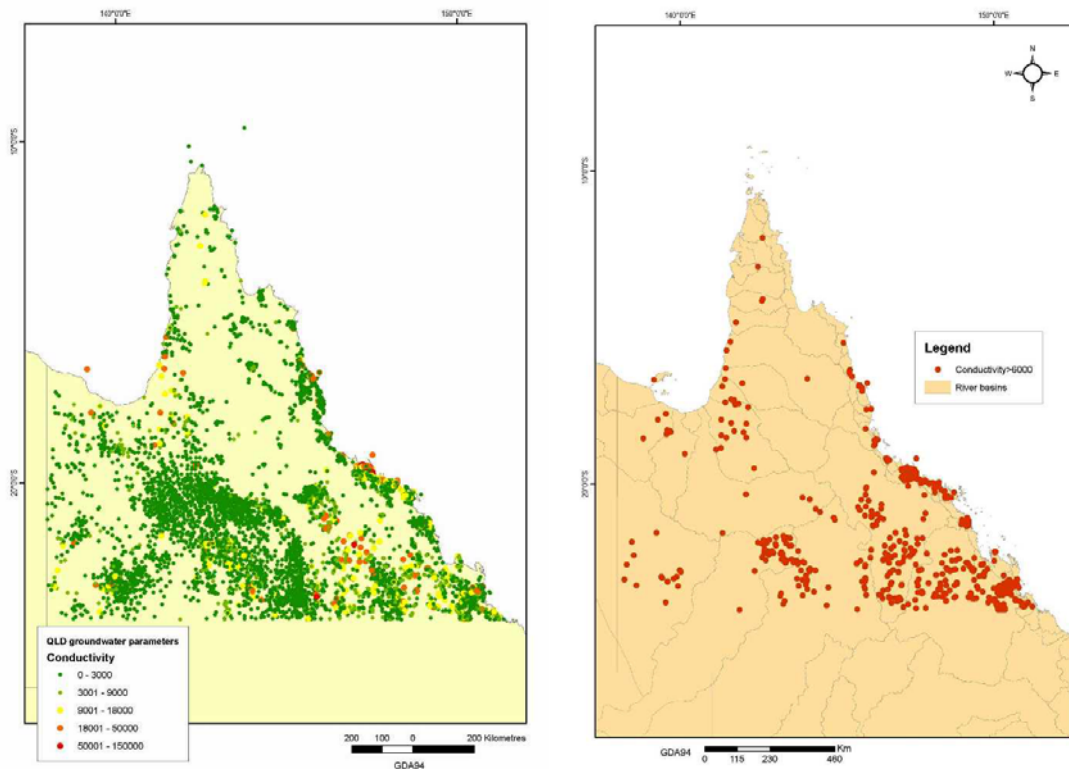 140°0'0"E
150°0'0"E
10°0'0"S
20°0'0"S
QLD groundwater parameters
Conductivity
0 - 3000
3001 - 9000
9001 - 18000
18001 - 50000
50001 - 150000
200 100 0 200 Kilometres
GDA94
140°0'0"E
150°0'0"E
N
W E
S
10°0'0"S
20°0'0"S
Legend
Conductivity>6000
River basins
GDA94
Km
0 115 230 460